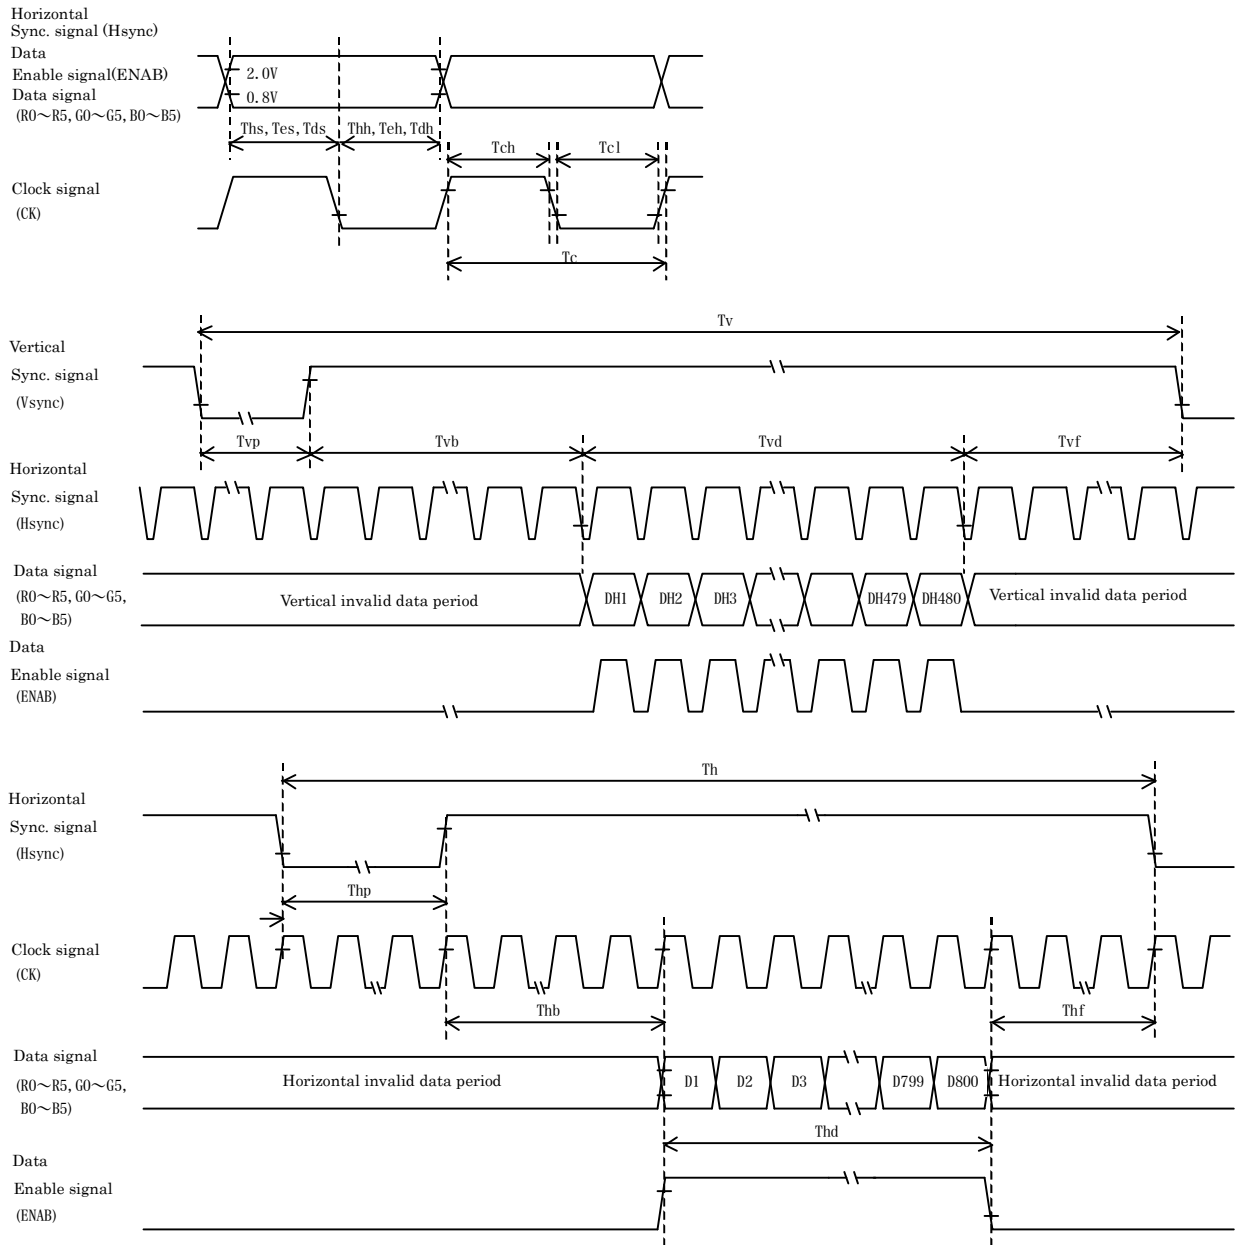 Horizontal
Sync. signal (Hsync)
Data
Enable signal(ENAB)
Data signal
(R0～R5, G0～G5, B0～B5)
2.0V
0.8V
Ths, Tes, Tds
Thh, Teh, Tdh
Tch
Tcl
Clock signal
(CK)
Tc
Tv
Vertical
Sync. signal
(Vsync)
Tvp
Tvb
Tvd
Tvf
Horizontal
Sync. signal
(Hsync)
Data signal
(R0～R5, G0～G5,
B0～B5)
Vertical invalid data period
DH1
DH2
DH3
DH479
DH480
Vertical invalid data period
Data
Enable signal
(ENAB)
Th
Horizontal
Sync. signal
(Hsync)
Thp
Clock signal
(CK)
Thb
Thf
Data signal
(R0～R5, G0～G5,
B0～B5)
Horizontal invalid data period
D1
D2
D3
D799
D800
Horizontal invalid data period
Thd
Data
Enable signal
(ENAB)